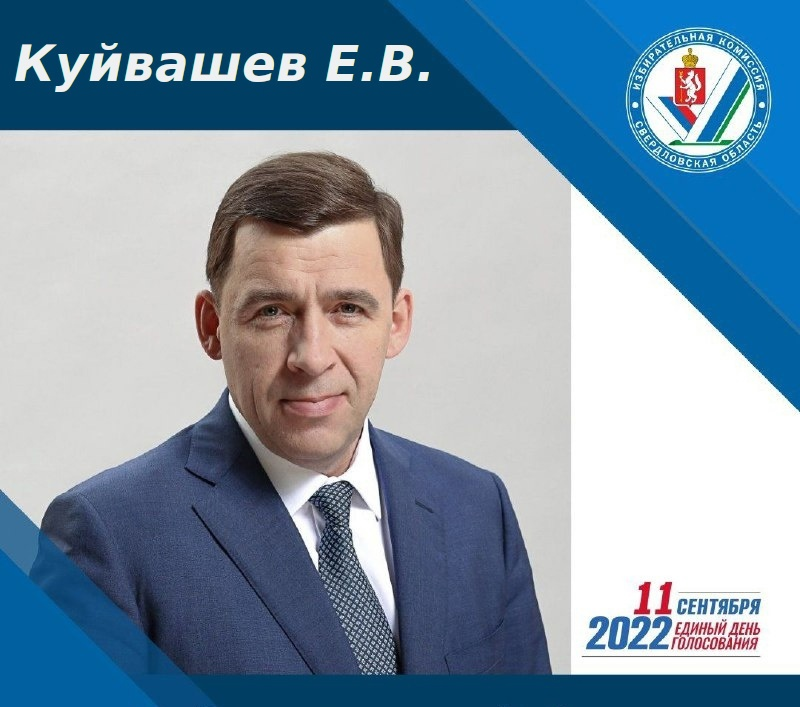 Куйвашев Е.В.
ИЗБИРАТЕЛЬНАЯ КОМИССИЯ
СВЕРДЛОВСКАЯ ОБЛАСТЬ
11 СЕНТЯБРЯ
2022 ЕДИНЫЙ ДЕНЬ
ГОЛОСОВАНИЯ